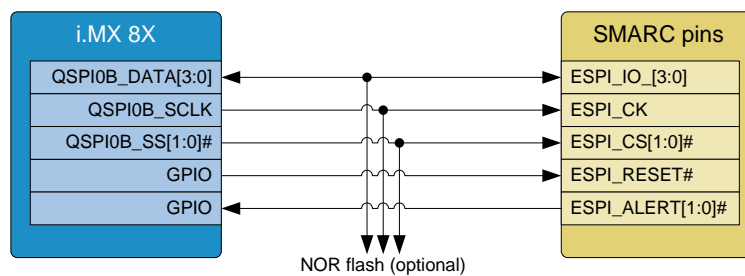 i.MX 8X
SMARC pins
QSPI0B_DATA[3:0]
ESPI_IO_[3:0]
QSPI0B_SCLK
ESPI_CK
QSPI0B_SS[1:0]#
ESPI_CS[1:0]#
GPIO
ESPI_RESET#
GPIO
ESPI_ALERT[1:0]#
NOR flash (optional)